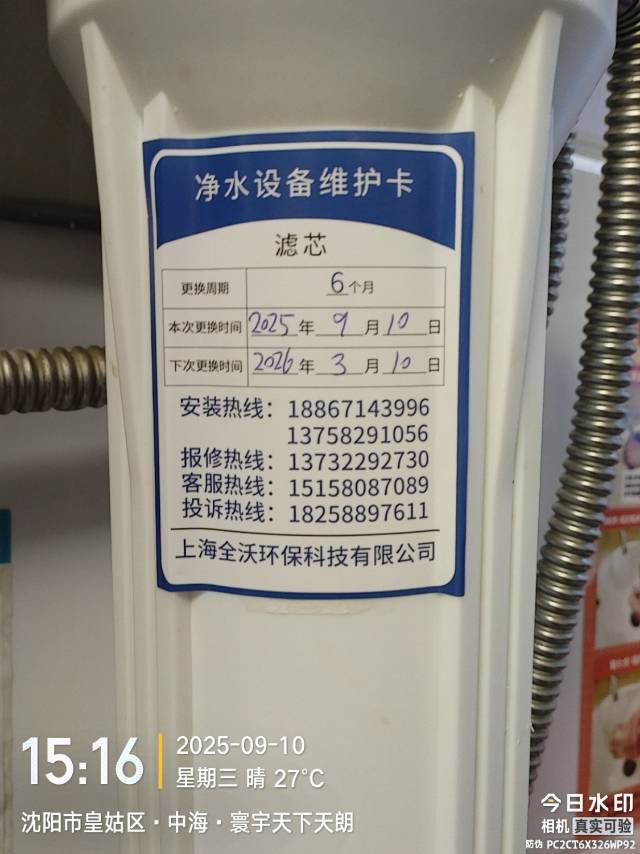 净水设备维护卡
滤芯
更换周期 6个月
本次更换时间 2025年9月10日
下次更换时间 2026年3月10日
安装热线：18867143996
13758291056
报修热线：13732292730
客服热线：15158087089
投诉热线：18258897611
上海全沃环保科技有限公司
15:16
2025-09-10
星期三 晴 27°C
沈阳市皇姑区·中海·寰宇天下天朗
今日水印
相机 真实可验
防伪 PC2CT6X326WP92